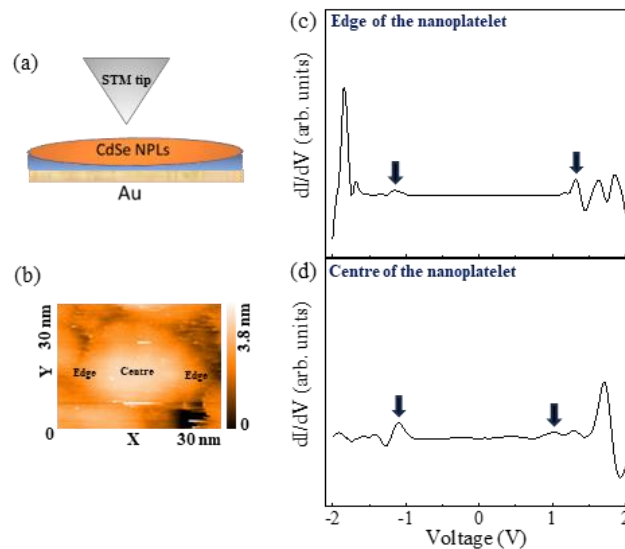 (a)
STM tip
CdSe NPLs
Au
(b)
30 nm
Y
0
Edge
Centre
Edge
X
30 nm
3.8 nm
0
(c)
Edge of the nanoplatelet
dI/dV (arb. units)
(d)
Centre of the nanoplatelet
dI/dV (arb. units)
-2 -1 0 1 2
Voltage (V)